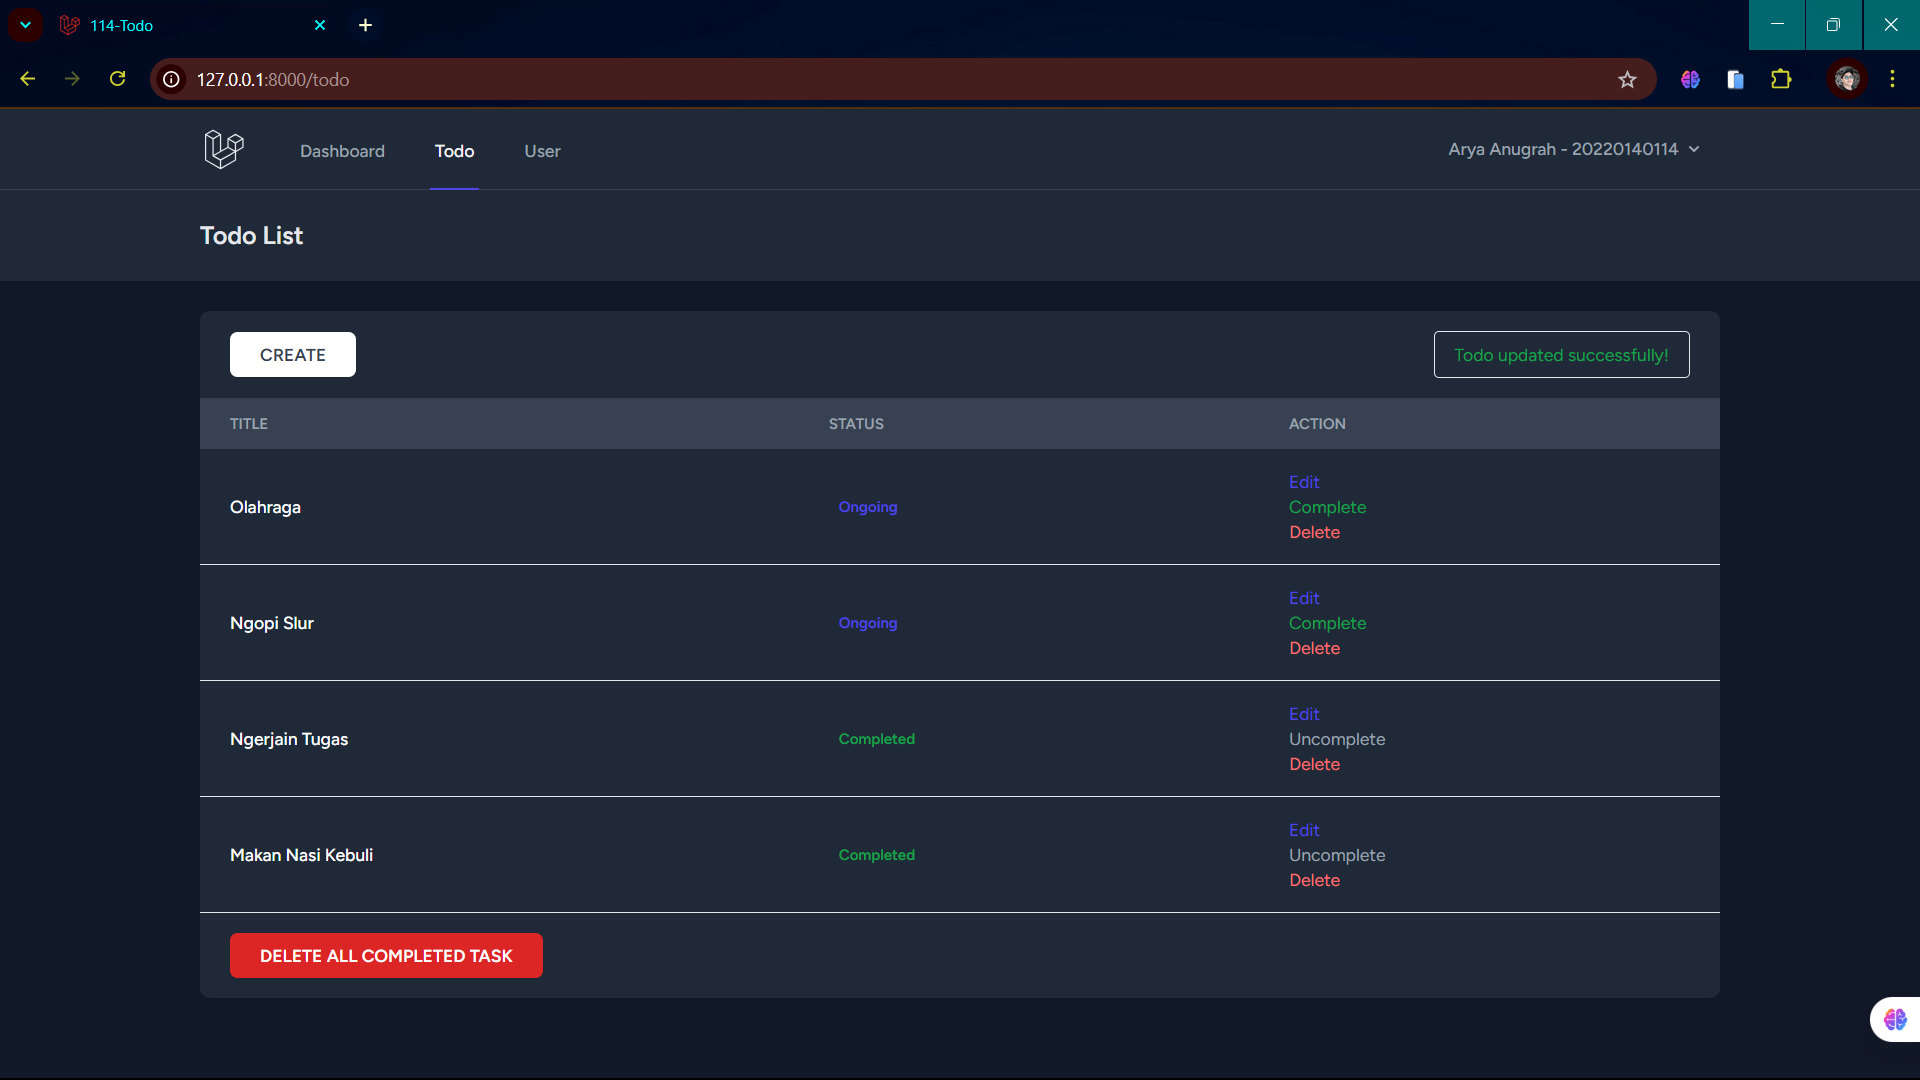 114-Todo
127.0.0.1:8000/todo
Dashboard Todo User Arya Anugrah - 20220140114
Todo List
CREATE Todo updated successfully!
TITLE STATUS ACTION
Edit
Olahraga Ongoing Complete
Delete
Edit
Ngopi Slur Ongoing Complete
Delete
Edit
Ngerjain Tugas Completed Uncomplete
Delete
Edit
Makan Nasi Kebuli Completed Uncomplete
Delete
DELETE ALL COMPLETED TASK